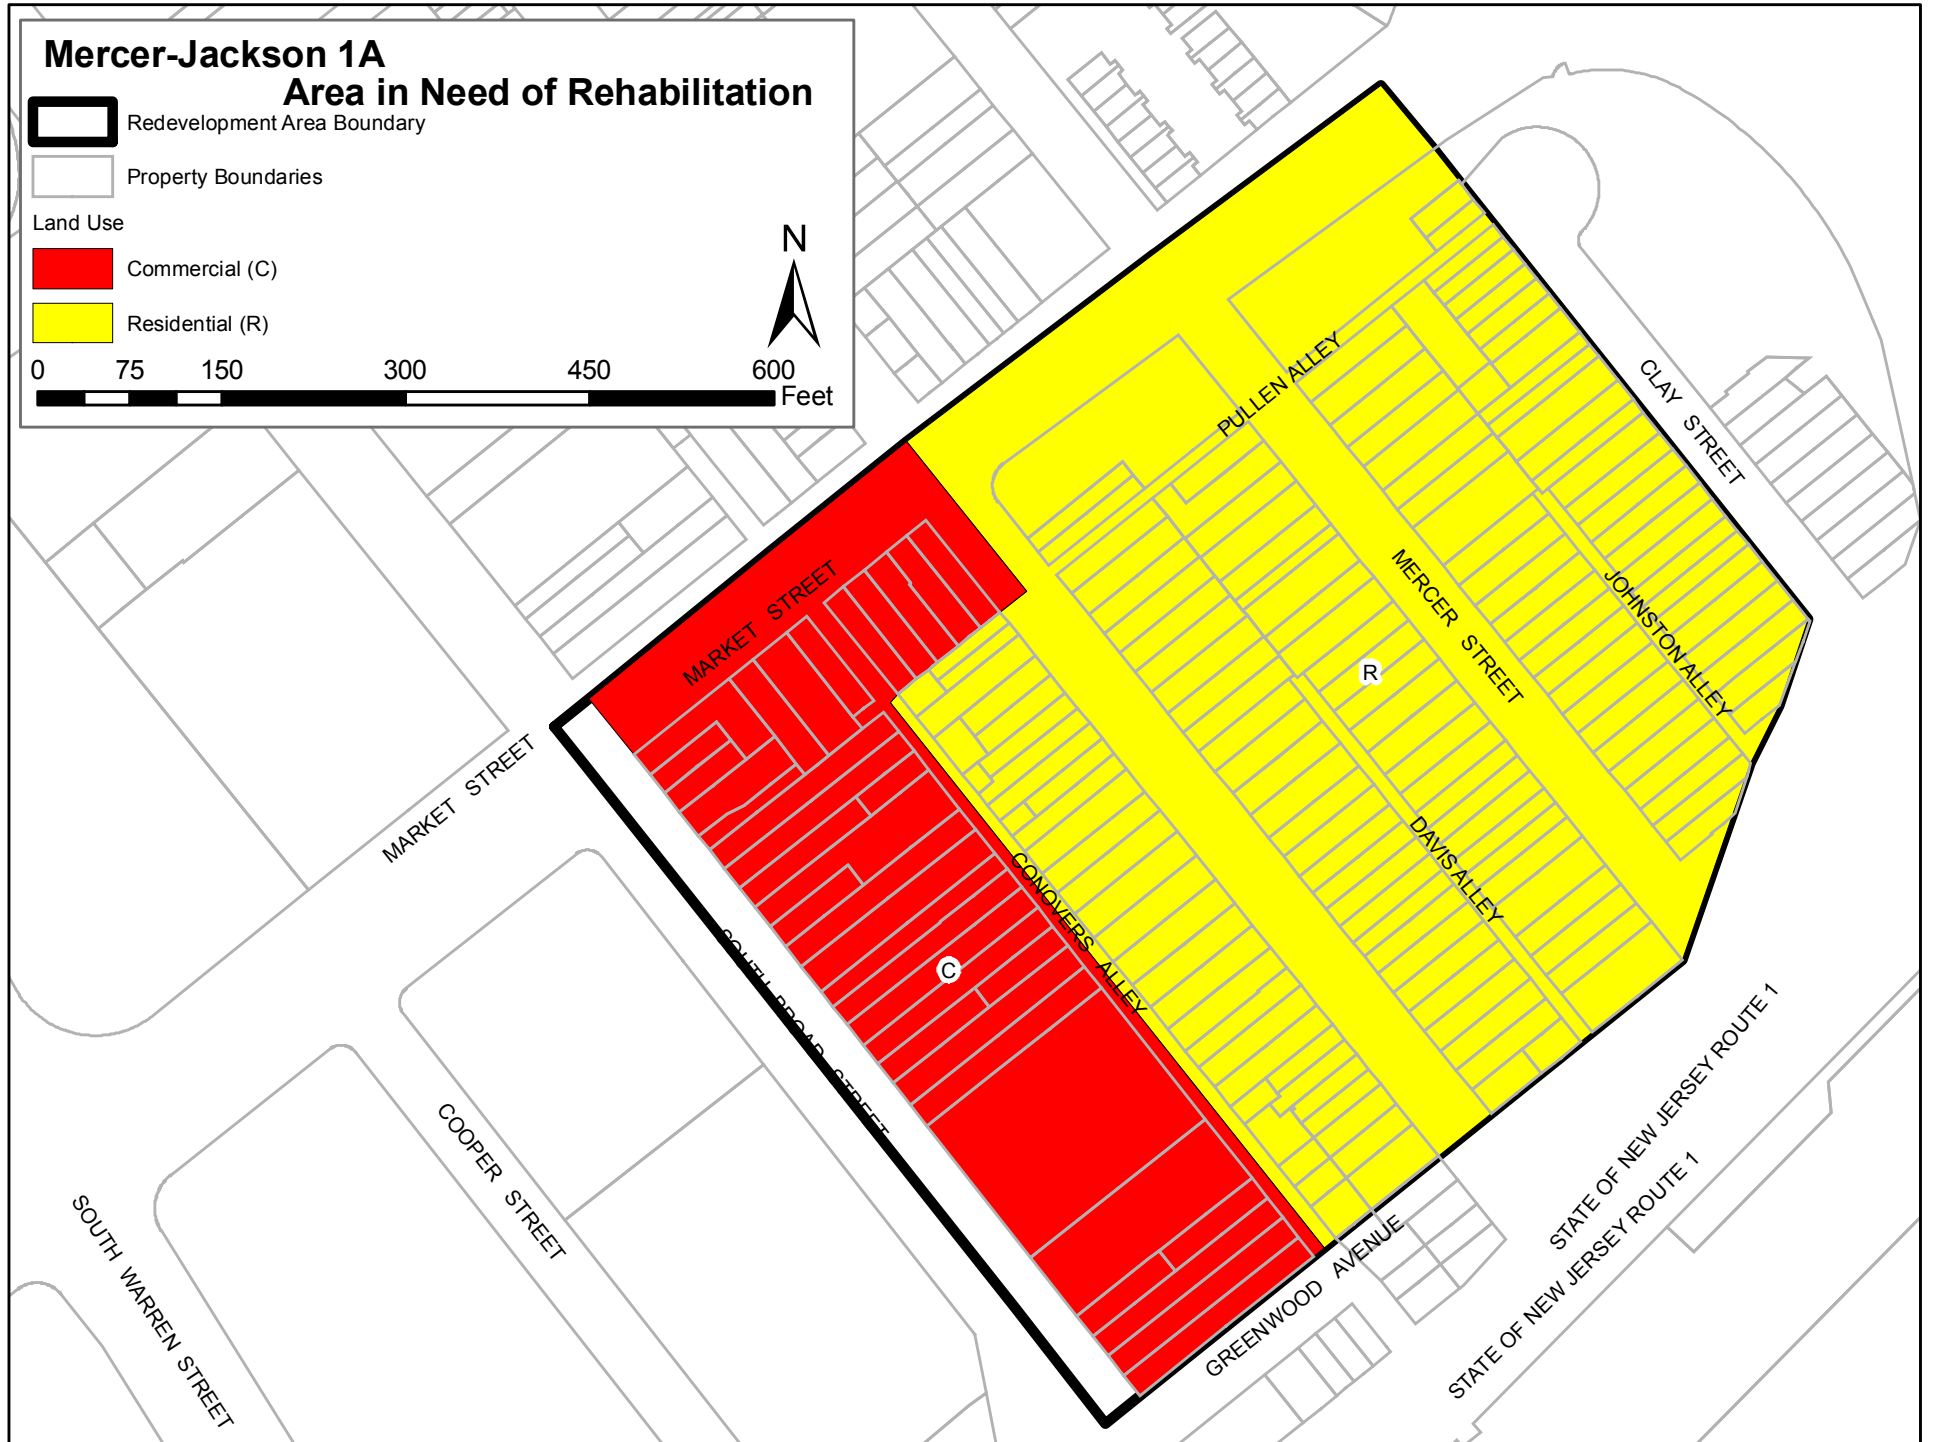 Mercer-Jackson 1A
Area in Need of Rehabilitation
Redevelopment Area Boundary
Property Boundaries
Land Use
Commercial (C)
Residential (R)
N
0 75 150 300 450 600
Feet
PULLEN ALLEY
CLAY STREET
MARKET STREET
MERCER STREET
JOHNSTON ALLEY
R
MARKET STREET
DAVIS ALLEY
CONOVERS ALLEY
C
SOUTH BROAD STREET
COOPER STREET
SOUTH WARREN STREET
GREENWOOD AVENUE
STATE OF NEW JERSEY ROUTE 1
STATE OF NEW JERSEY ROUTE 1